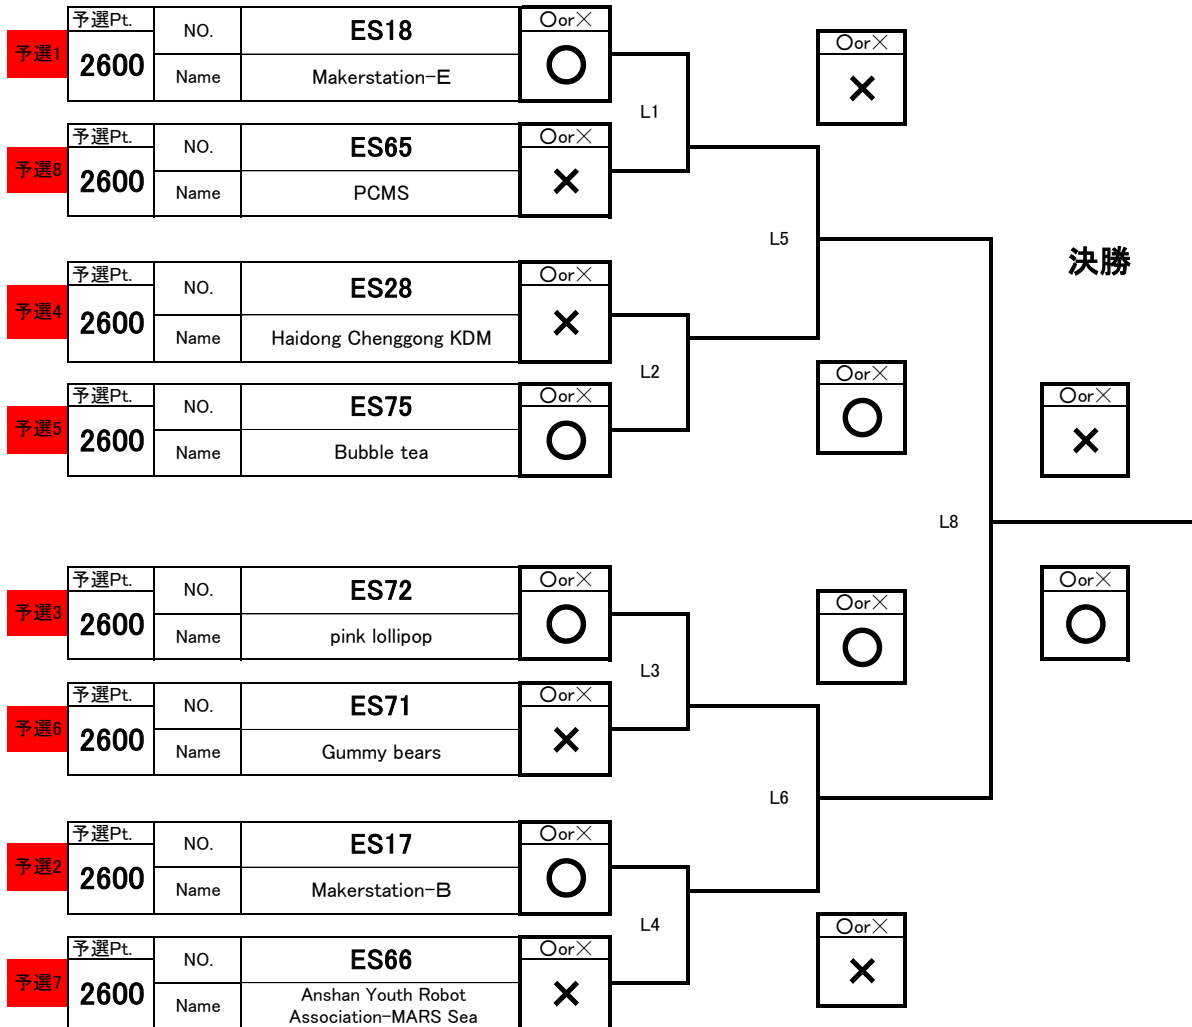 予選1
予選Pt.
2600
NO.
ES18
Name
Makerstation-E
〇or×
〇
L1
〇or×
×
予選8
予選Pt.
2600
NO.
ES65
Name
PCMS
〇or×
×
L5
決勝
予選4
予選Pt.
2600
NO.
ES28
Name
Haidong Chenggong KDM
〇or×
×
L2
〇or×
〇
予選5
予選Pt.
2600
NO.
ES75
Name
Bubble tea
〇or×
〇
〇or×
×
L8
予選3
予選Pt.
2600
NO.
ES72
Name
pink lollipop
〇or×
〇
L3
〇or×
〇
〇or×
〇
予選6
予選Pt.
2600
NO.
ES71
Name
Gummy bears
〇or×
×
L6
予選2
予選Pt.
2600
NO.
ES17
Name
Makerstation-B
〇or×
〇
L4
〇or×
×
予選7
予選Pt.
2600
NO.
ES66
Name
Anshan Youth Robot
Association-MARS Sea
〇or×
×